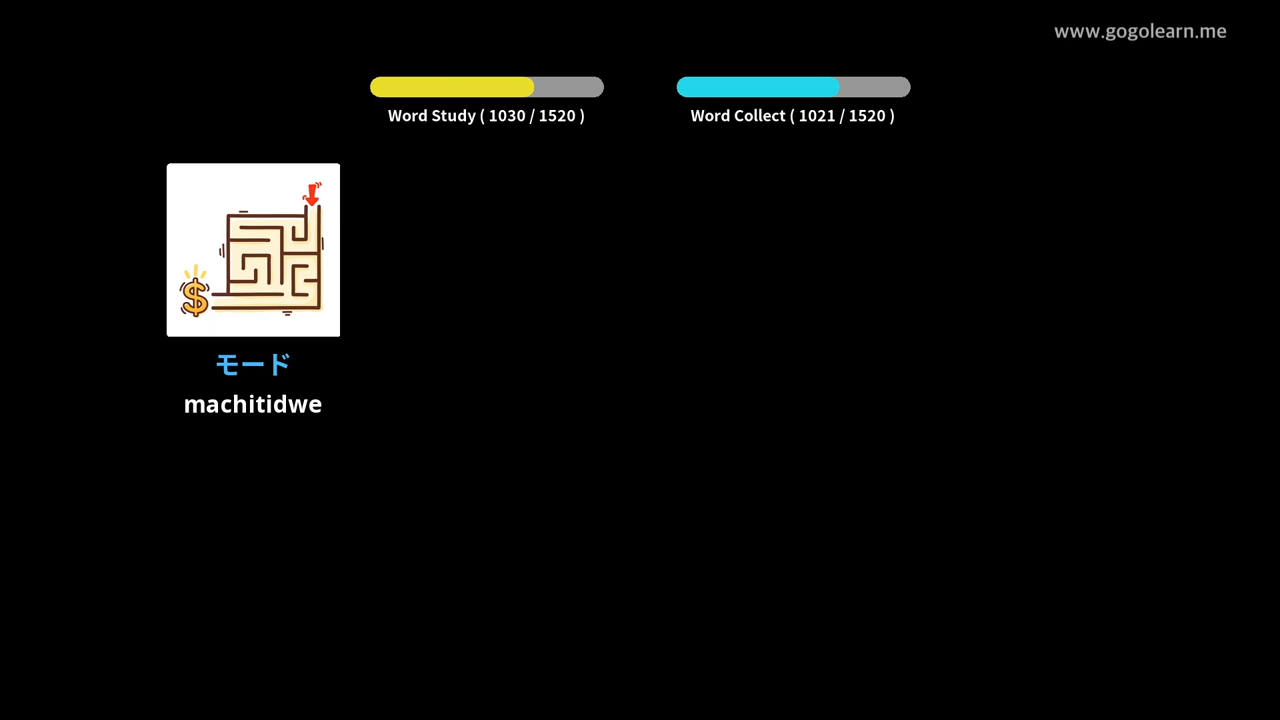 www.gogolearn.me
Word Study ( 1030 / 1520 )
Word Collect ( 1021 / 1520 )
$
モード
machitidwe